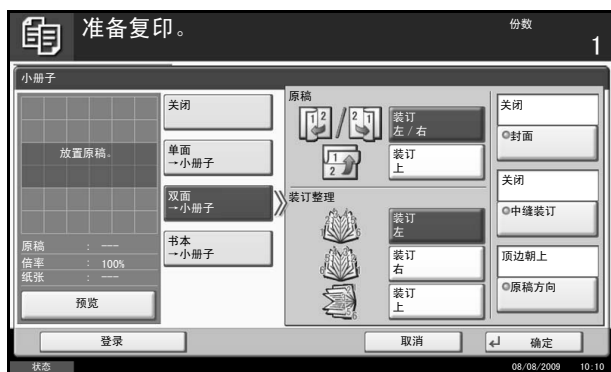 准备复印。
份数
1
小册子
放置原稿。
原稿 : ---
倍率 : 100%
纸张 : ---
预览
关闭
单面
→小册子
双面
→小册子
书本
→小册子
原稿
装订
左 / 右
装订
上
装订整理
装订
左
装订
右
装订
上
关闭
封面
关闭
中缝装订
顶边朝上
原稿方向
登录
取消
确定
状态
08/08/2009 10:10